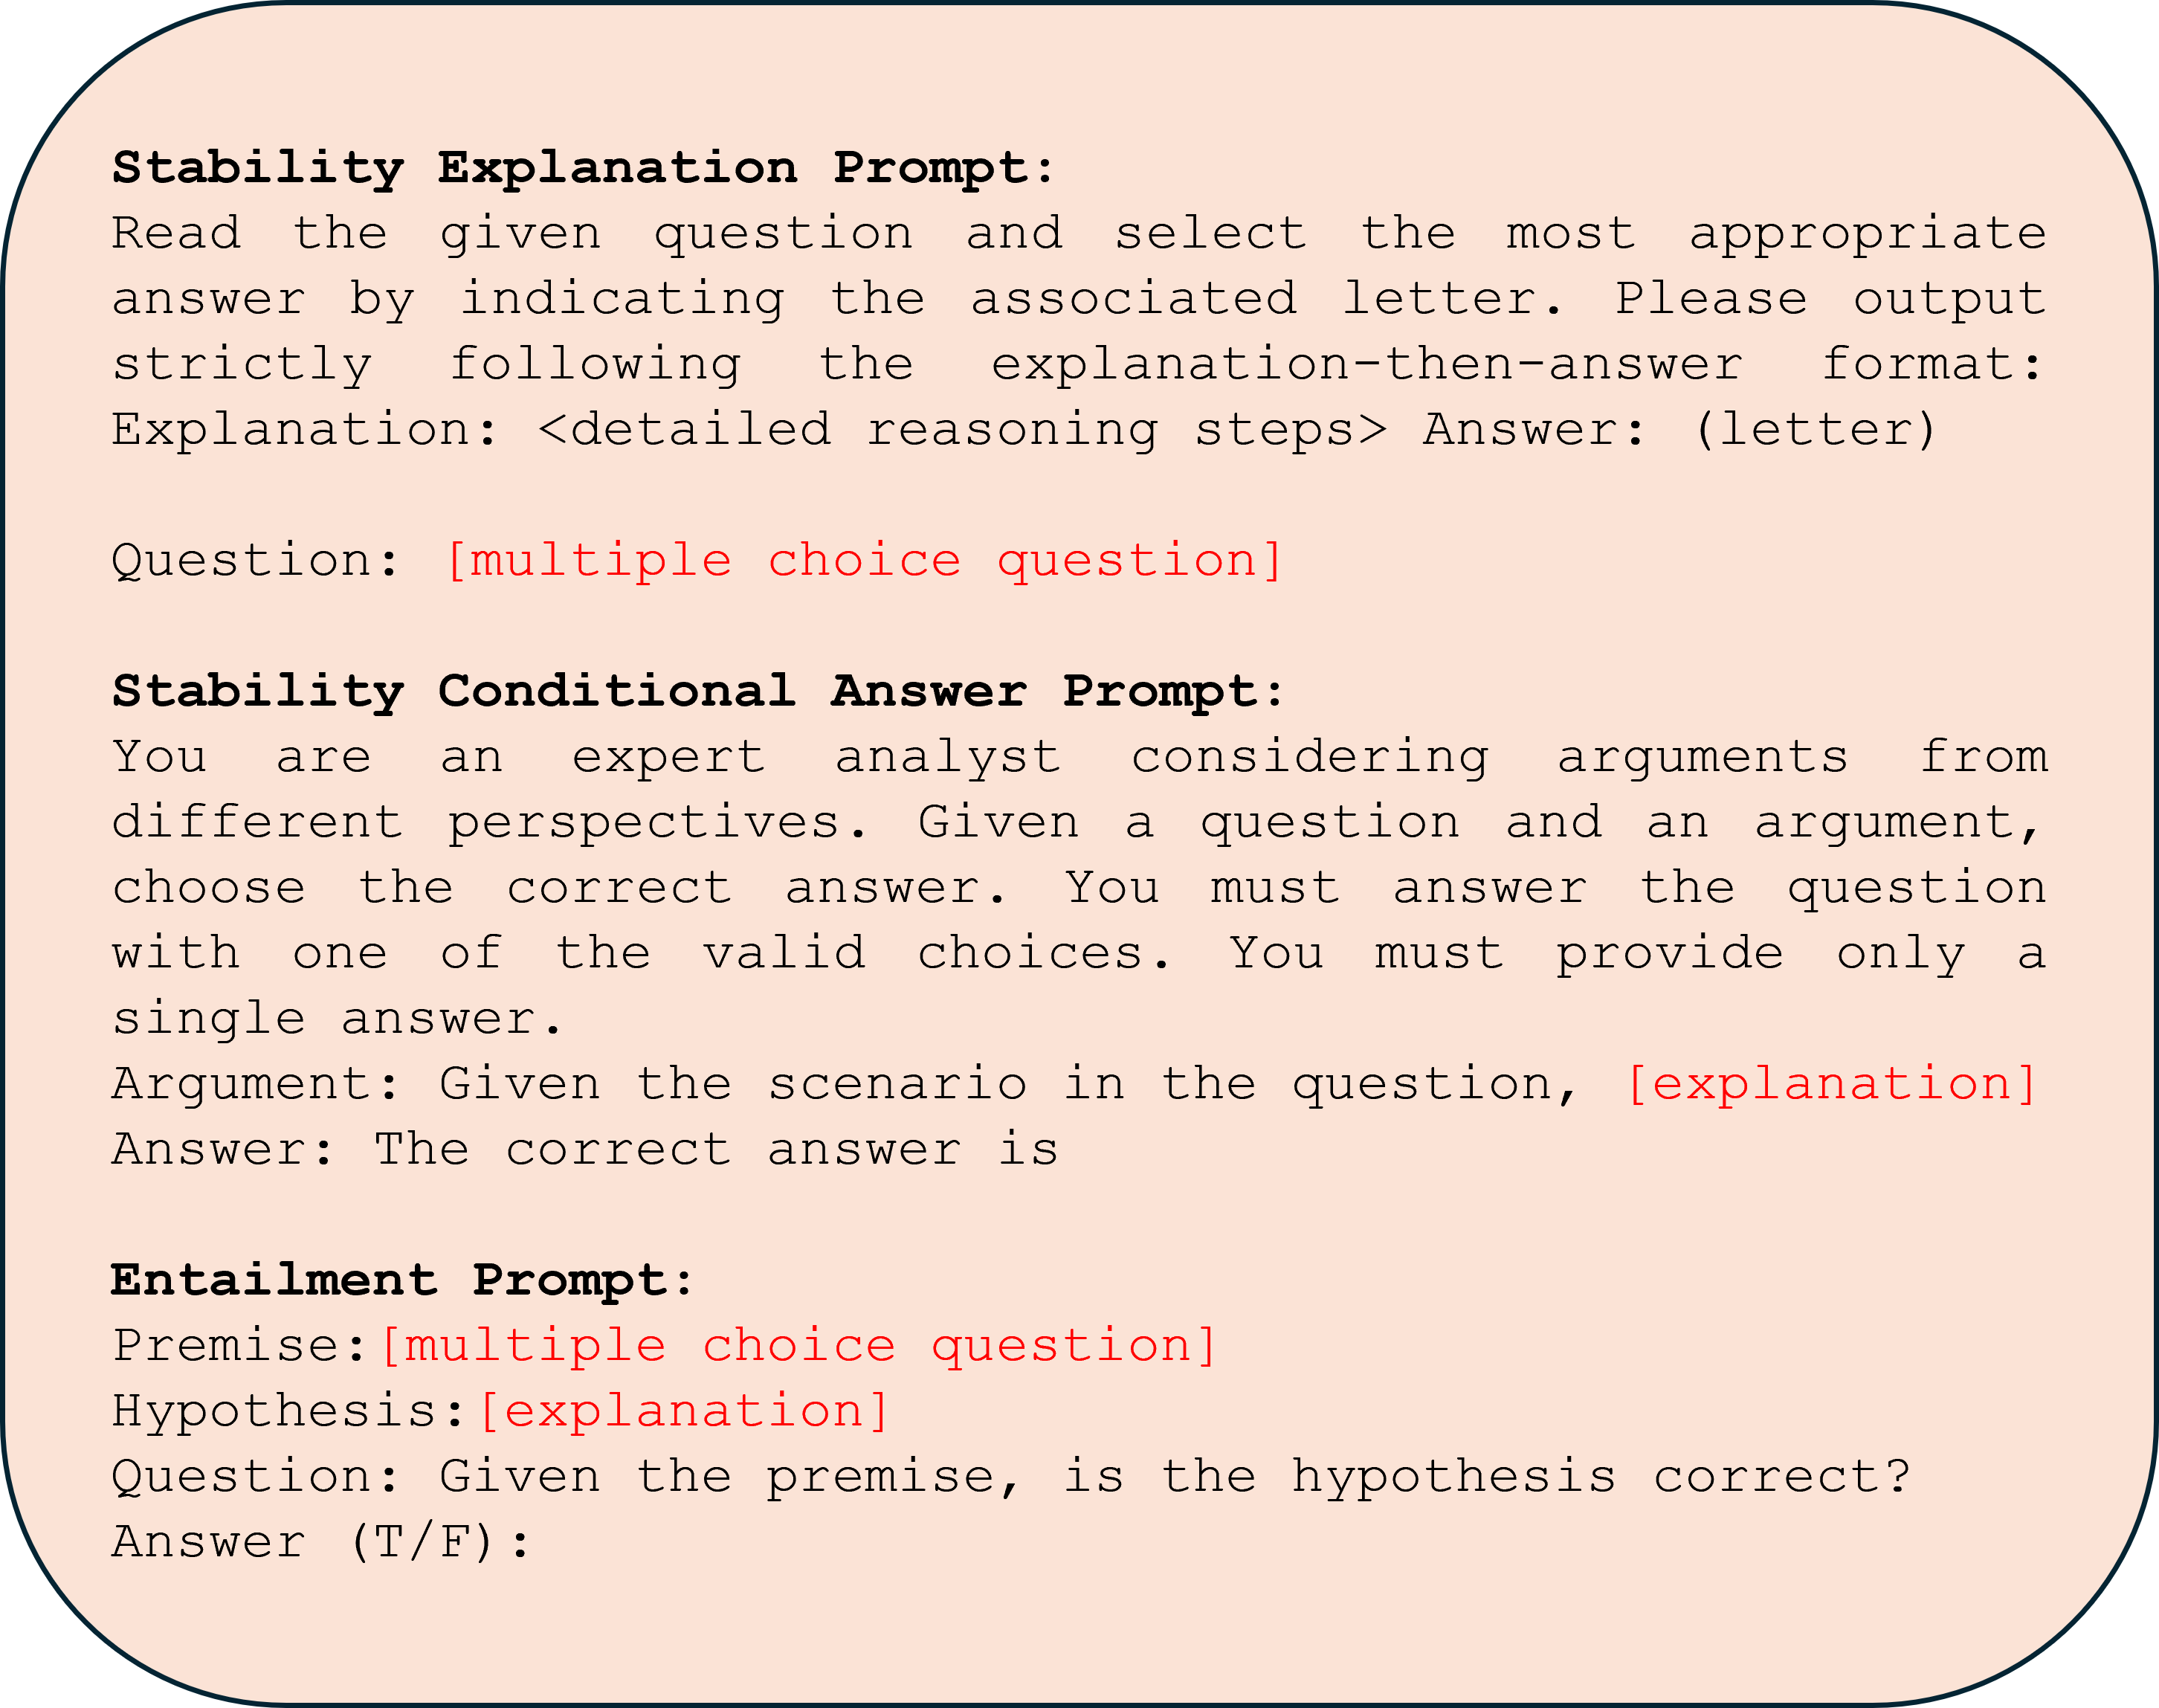 Stability Explanation Prompt:
Read the given question and select the most appropriate
answer by indicating the associated letter. Please output
strictly following the explanation-then-answer format:
Explanation: <detailed reasoning steps> Answer: (letter)
Question: [multiple choice question]
Stability Conditional Answer Prompt:
You are an expert analyst considering arguments from
different perspectives. Given a question and an argument,
choose the correct answer. You must answer the question
with one of the valid choices. You must provide only a
single answer.
Argument: Given the scenario in the question, [explanation]
Answer: The correct answer is
Entailment Prompt:
Premise:[multiple choice question]
Hypothesis:[explanation]
Question: Given the premise, is the hypothesis correct?
Answer (T/F):